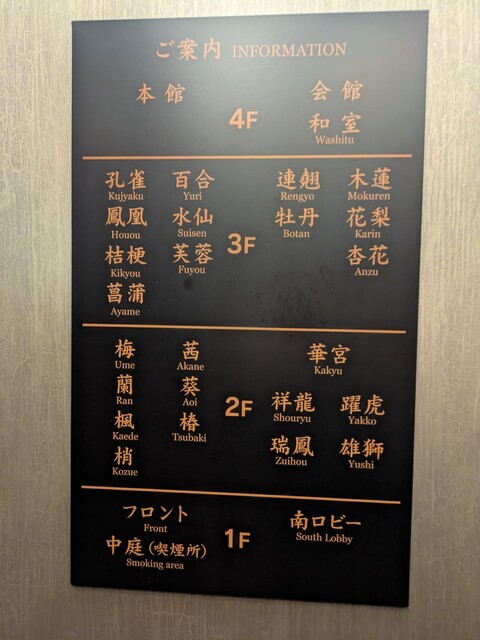 ご案内 INFORMATION
本館 会館
4F
和室
Washitu
孔雀 百合 連翹 木蓮
Kujyaku Yuri Rengyo Mokuren
鳳凰 水仙 牡丹 花梨
Houou Suisen Botan Karin
3F
桔梗 芙蓉 杏花
Kikyou Fuyou Anzu
菖蒲
Ayame
梅 茜 華宮
Ume Akane Kakyu
蘭 葵
Ran Aoi
2F
祥龍 躍虎
Shouryu Yakko
楓 椿
Kaede Tsubaki
瑞鳳 雄獅
Zuihou Yushi
梢
Kozue
フロント 南ロビー
Front South Lobby
1F
中庭(喫煙所)
Smoking area